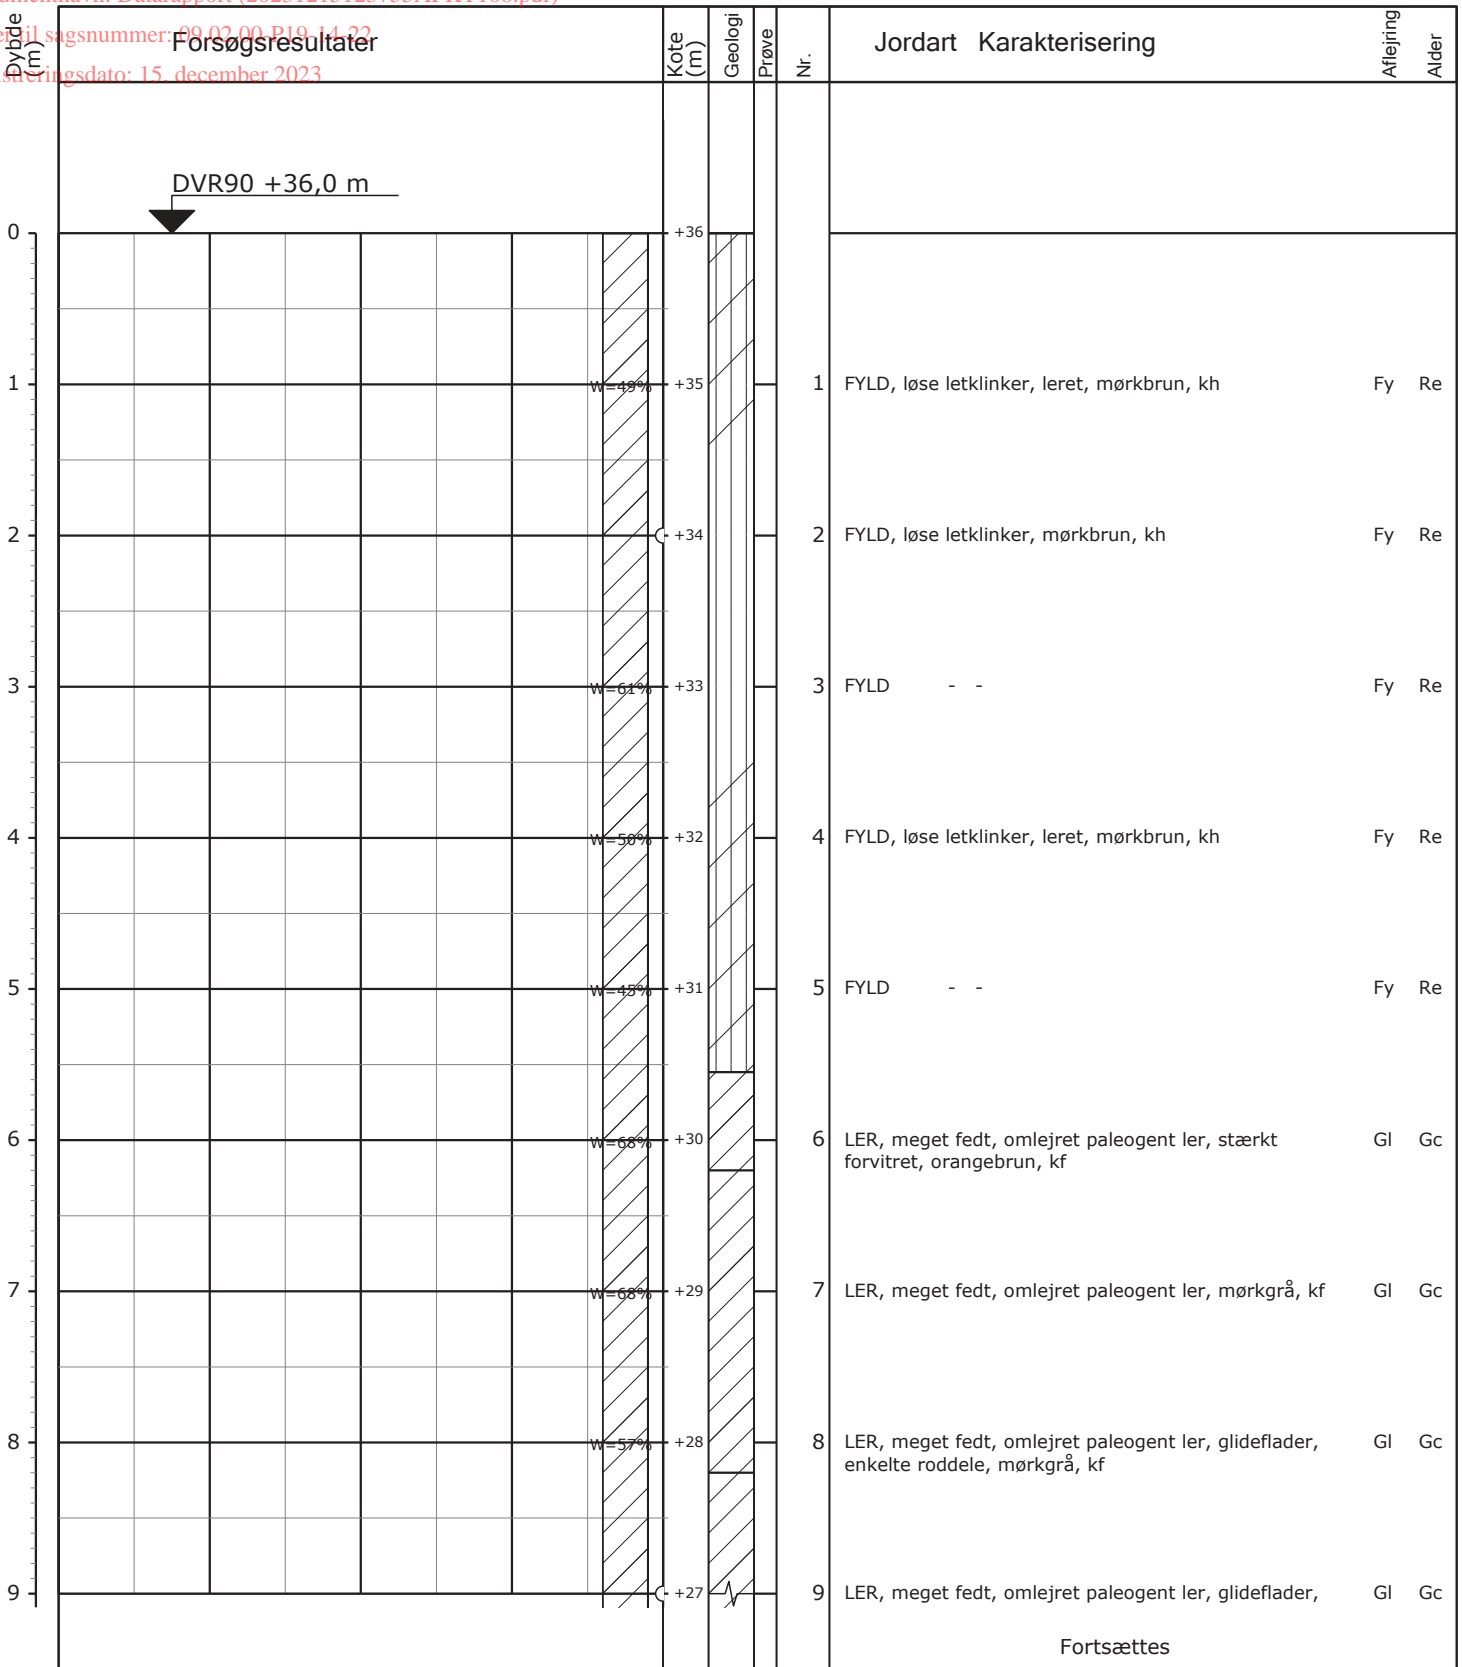 til sagsnummer: 09.02.00-P19-14-22
streringsdato: 15. december 2023
Dybde (m) Forsøgsresultater Kote (m) Geologi Prøve Nr. Jordart Karakterisering Aflejring Alder
DVR90 +36,0 m
0 +36
1 W=49% +35 1 FYLD, løse letklinker, leret, mørkbrun, kh Fy Re
2 +34 2 FYLD, løse letklinker, mørkbrun, kh Fy Re
3 W=61% +33 3 FYLD - - Fy Re
4 W=50% +32 4 FYLD, løse letklinker, leret, mørkbrun, kh Fy Re
5 W=45% +31 5 FYLD - - Fy Re
6 W=68% +30 6 LER, meget fedt, omlejret paleogent ler, stærkt Gl Gc
forvitret, orangebrun, kf
7 W=68% +29 7 LER, meget fedt, omlejret paleogent ler, mørkgrå, kf Gl Gc
8 W=57% +28 8 LER, meget fedt, omlejret paleogent ler, glideflader, Gl Gc
enkelte roddele, mørkgrå, kf
9 +27 9 LER, meget fedt, omlejret paleogent ler, glideflader, Gl Gc
Fortsættes